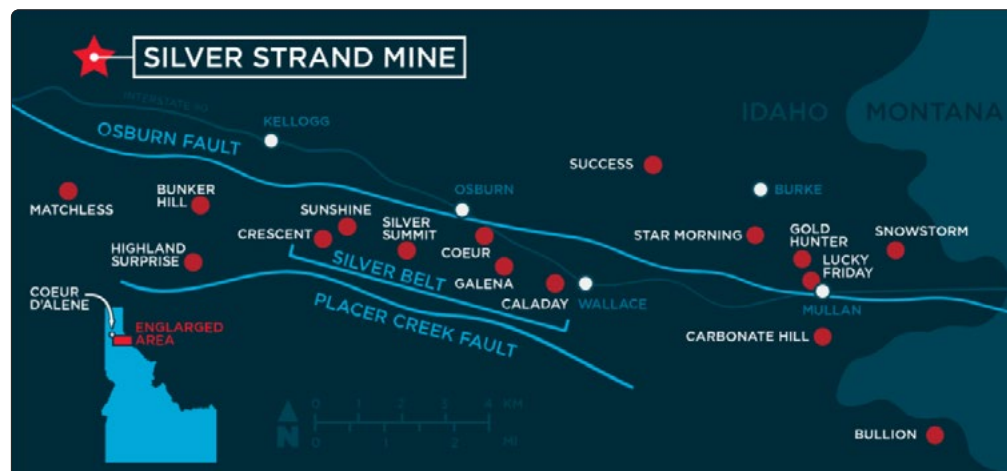 SILVER STRAND MINE
IDAHO
MONTANA
INTERSTATE 90
KELLOGG
OSBURN FAULT
SUCCESS
MATCHLESS
BUNKER
HILL
OSBURN
BURKE
SUNSHINE
CRESCENT
SILVER
SUMMIT
COEUR
STAR MORNING
GOLD
HUNTER
SNOWSTORM
HIGHLAND
SURPRISE
SILVER BELT
GALENA
LUCKY
FRIDAY
CALADAY
WALLACE
MULLAN
PLACER CREEK FAULT
COEUR
D'ALENE
ENGLARGED
AREA
CARBONATE HILL
0 1 2 3 4 KM
N
0 1 2 MI
BULLION